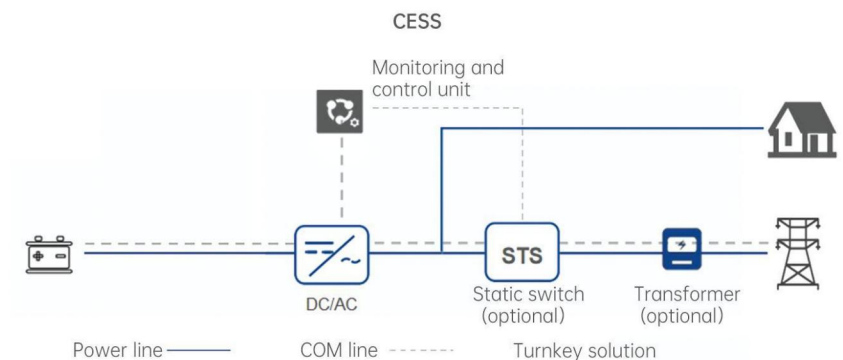 CESS
Monitoring and
control unit
STS
DC/AC
Static switch
(optional)
Transformer
(optional)
Power line
COM line
Turnkey solution